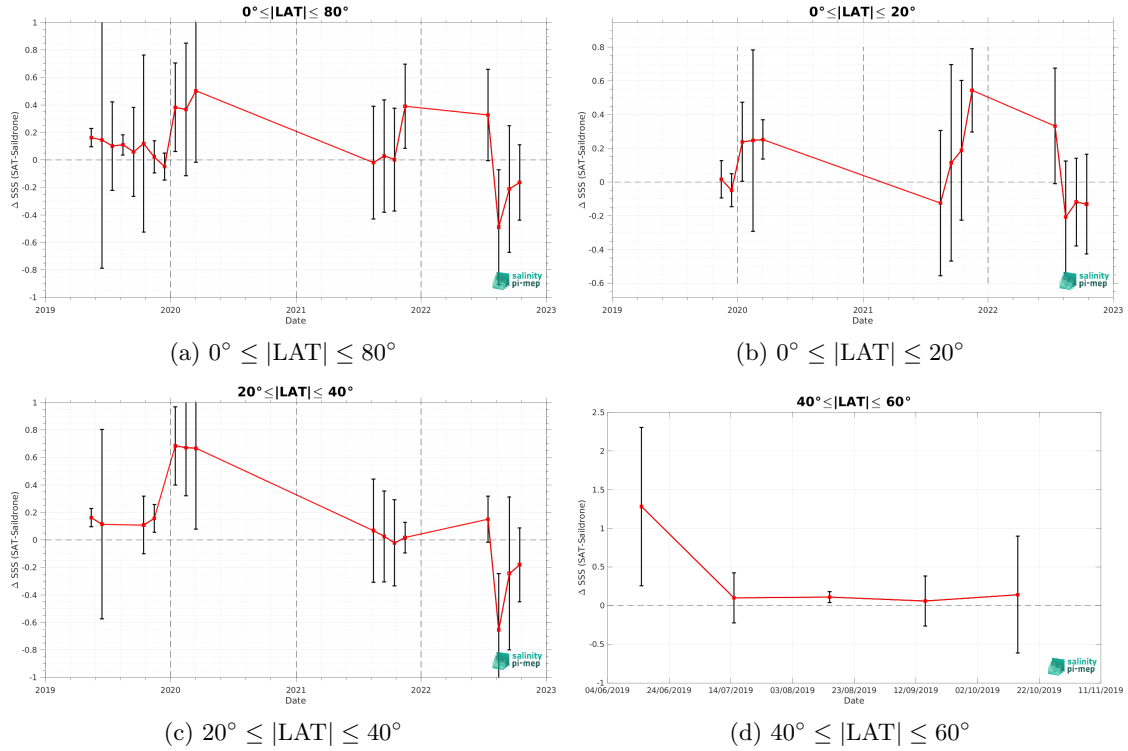 0°≤|LAT|≤ 80°
Δ SSS (SAT-Saildrone)
1
0.8
0.6
0.4
0.2
0
-0.2
-0.4
-0.6
-0.8
-1
2019
2020
2021
2022
2023
Date
salinity
pi-mep
(a) 0° ≤ |LAT| ≤ 80°
0°≤|LAT|≤ 20°
Δ SSS (SAT-Saildrone)
0.8
0.6
0.4
0.2
0
-0.2
-0.4
-0.6
2019
2020
2021
2022
2023
Date
salinity
pi-mep
(b) 0° ≤ |LAT| ≤ 20°
20°≤|LAT|≤ 40°
Δ SSS (SAT-Saildrone)
1
0.8
0.6
0.4
0.2
0
-0.2
-0.4
-0.6
-0.8
-1
2019
2020
2021
2022
2023
Date
salinity
pi-mep
(c) 20° ≤ |LAT| ≤ 40°
40°≤|LAT|≤ 60°
Δ SSS (SAT-Saildrone)
2.5
2
1.5
1
0.5
0
-0.5
-1
04/06/2019
24/06/2019
14/07/2019
03/08/2019
23/08/2019
12/09/2019
02/10/2019
22/10/2019
11/11/2019
Date
salinity
pi-mep
(d) 40° ≤ |LAT| ≤ 60°